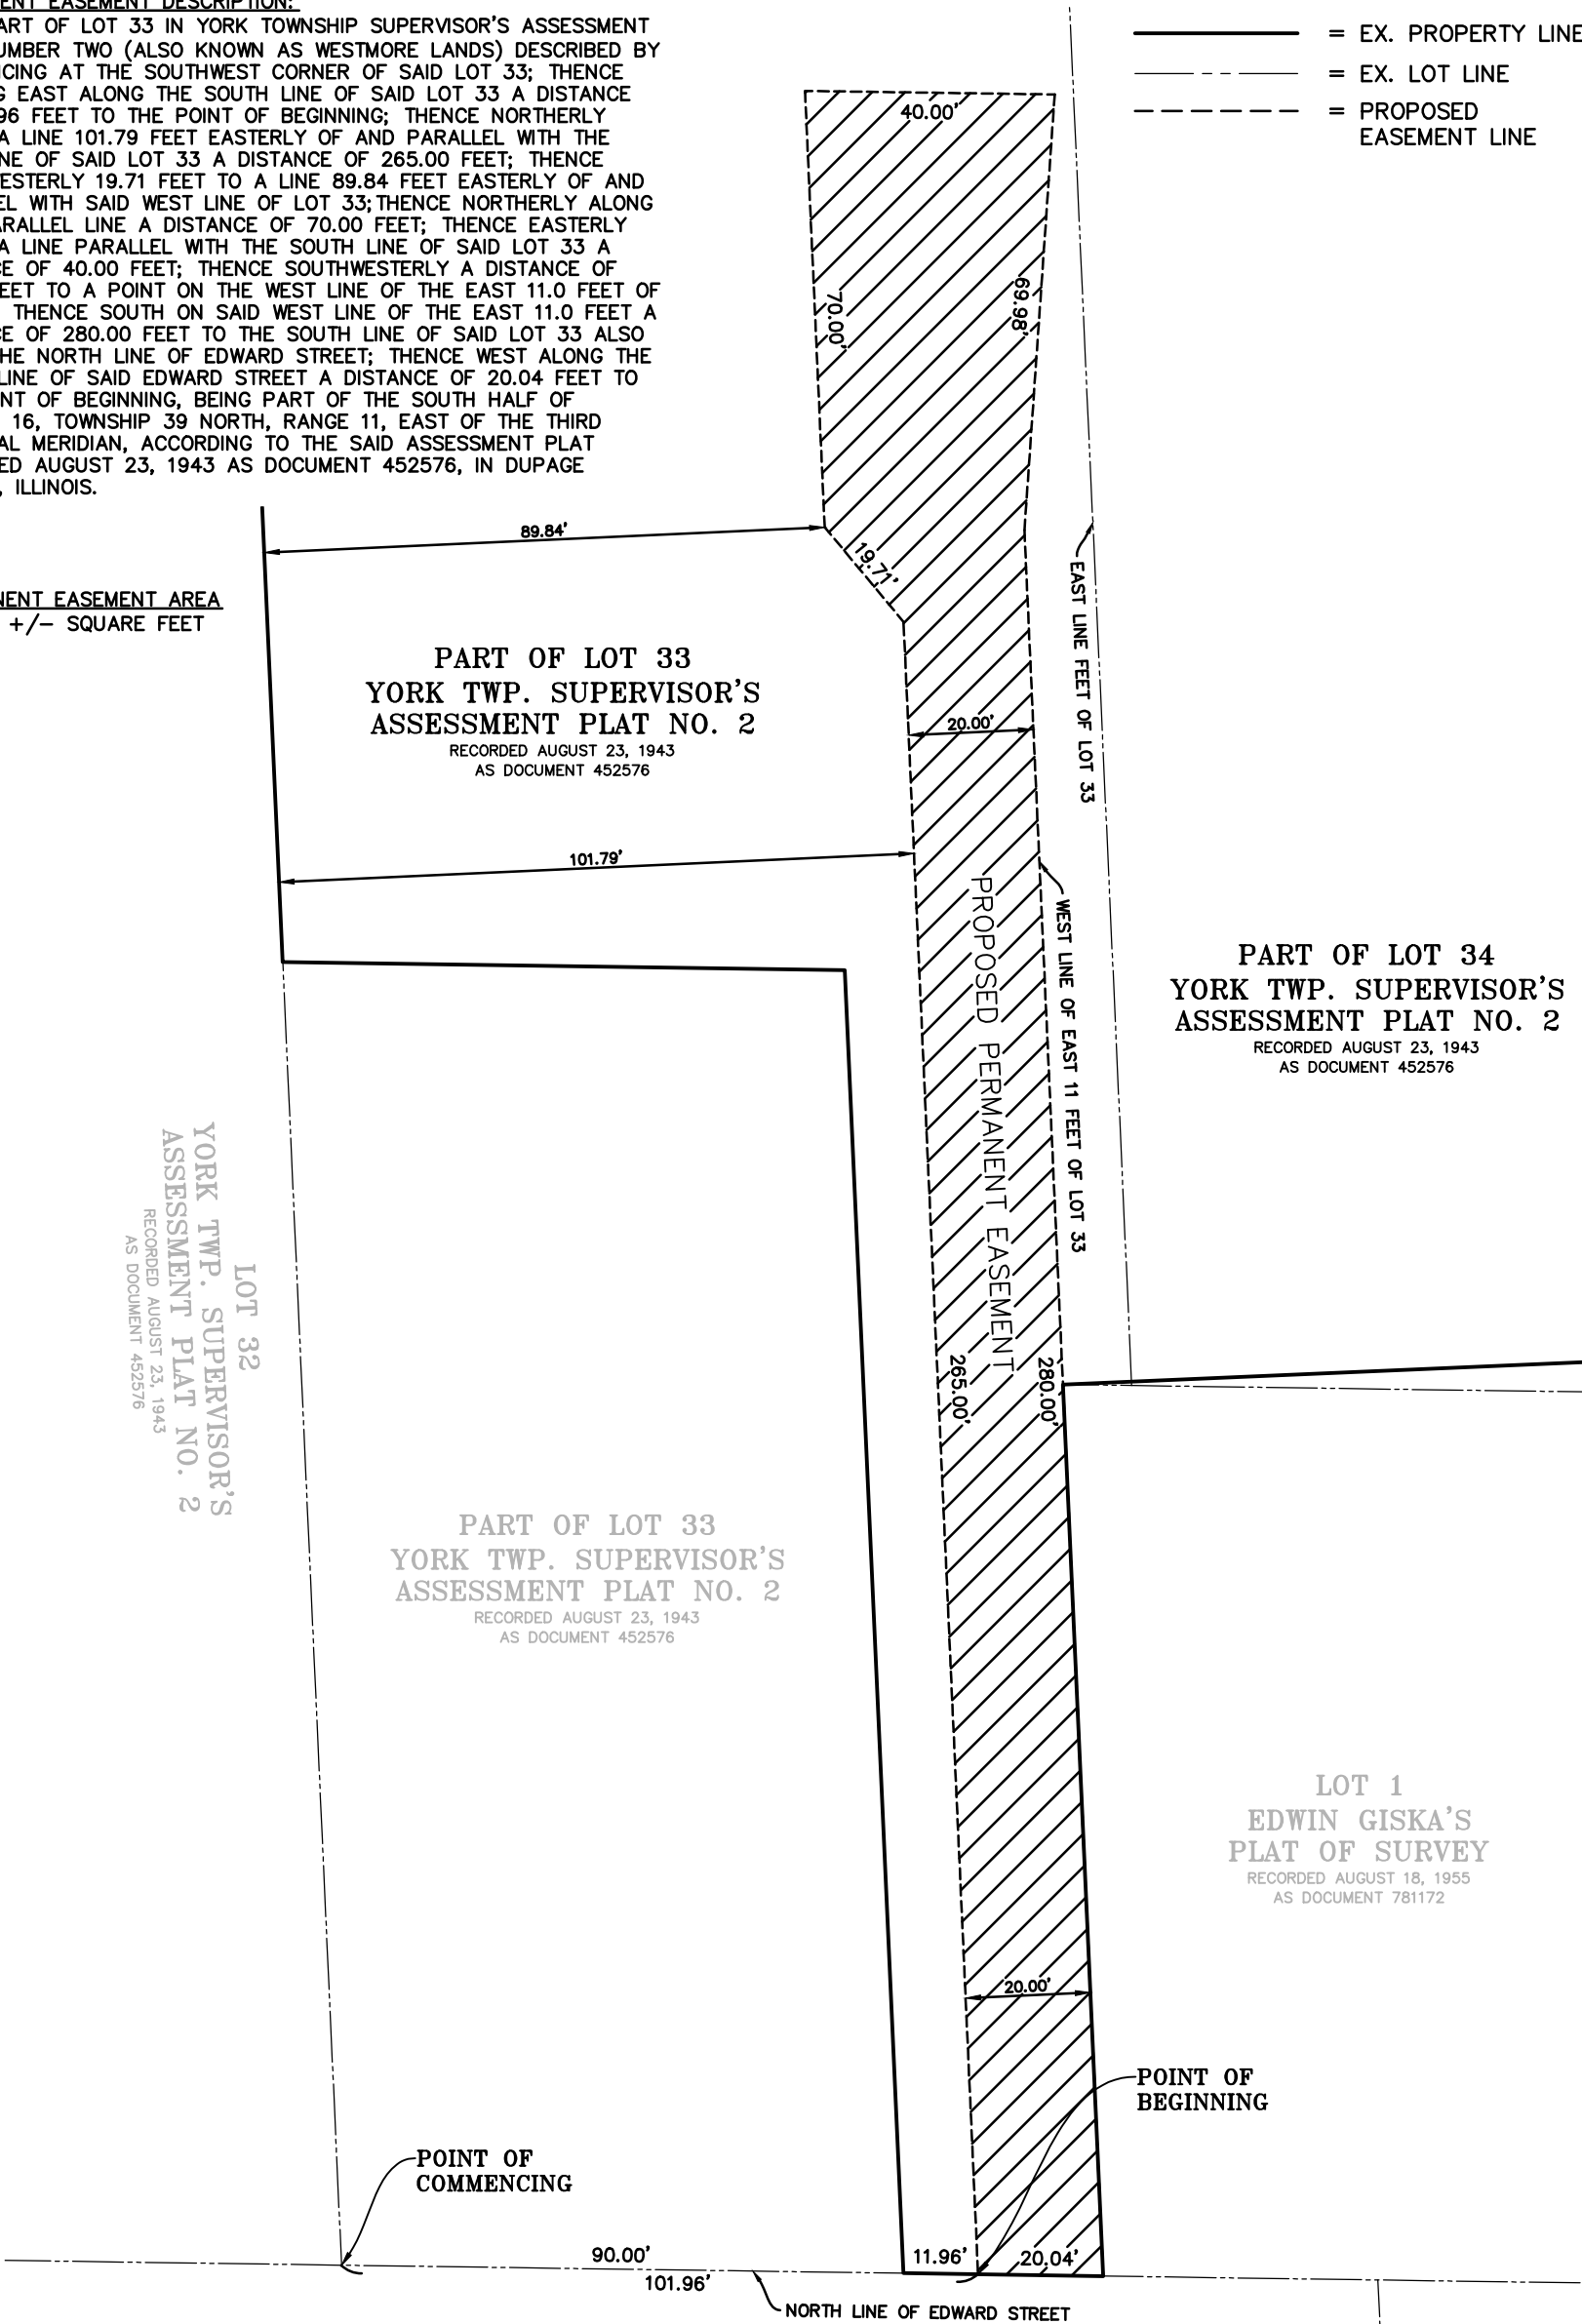 ENT EASEMENT DESCRIPTION:
ART OF LOT 33 IN YORK TOWNSHIP SUPERVISOR'S ASSESSMENT
UMBER TWO (ALSO KNOWN AS WESTMORE LANDS) DESCRIBED BY
CING AT THE SOUTHWEST CORNER OF SAID LOT 33; THENCE
G EAST ALONG THE SOUTH LINE OF SAID LOT 33 A DISTANCE
96 FEET TO THE POINT OF BEGINNING; THENCE NORTHERLY
A LINE 101.79 FEET EASTERLY OF AND PARALLEL WITH THE
NE OF SAID LOT 33 A DISTANCE OF 265.00 FEET; THENCE
ESTERLY 19.71 FEET TO A LINE 89.84 FEET EASTERLY OF AND
EL WITH SAID WEST LINE OF LOT 33; THENCE NORTHERLY ALONG
ARALLEL LINE A DISTANCE OF 70.00 FEET; THENCE EASTERLY
A LINE PARALLEL WITH THE SOUTH LINE OF SAID LOT 33 A
CE OF 40.00 FEET; THENCE SOUTHWESTERLY A DISTANCE OF
EET TO A POINT ON THE WEST LINE OF THE EAST 11.0 FEET OF
THENCE SOUTH ON SAID WEST LINE OF THE EAST 11.0 FEET A
CE OF 280.00 FEET TO THE SOUTH LINE OF SAID LOT 33 ALSO
HE NORTH LINE OF EDWARD STREET; THENCE WEST ALONG THE
LINE OF SAID EDWARD STREET A DISTANCE OF 20.04 FEET TO
NT OF BEGINNING, BEING PART OF THE SOUTH HALF OF
16, TOWNSHIP 39 NORTH, RANGE 11, EAST OF THE THIRD
AL MERIDIAN, ACCORDING TO THE SAID ASSESSMENT PLAT
ED AUGUST 23, 1943 AS DOCUMENT 452576, IN DUPAGE
, ILLINOIS.
= EX. PROPERTY LINE
= EX. LOT LINE
= PROPOSED
EASEMENT LINE
40.00'
70.00'
69.98'
89.84'
19.71'
NENT EASEMENT AREA
+/- SQUARE FEET
PART OF LOT 33
YORK TWP. SUPERVISOR'S
ASSESSMENT PLAT NO. 2
RECORDED AUGUST 23, 1943
AS DOCUMENT 452576
EAST LINE FEET OF LOT 33
20.00'
101.79'
PROPOSED PERMANENT EASEMENT
WEST LINE OF EAST 11 FEET OF LOT 33
PART OF LOT 34
YORK TWP. SUPERVISOR'S
ASSESSMENT PLAT NO. 2
RECORDED AUGUST 23, 1943
AS DOCUMENT 452576
LOT 32
YORK TWP. SUPERVISOR'S
ASSESSMENT PLAT NO. 2
RECORDED AUGUST 23, 1943
AS DOCUMENT 452576
265.00'
280.00'
PART OF LOT 33
YORK TWP. SUPERVISOR'S
ASSESSMENT PLAT NO. 2
RECORDED AUGUST 23, 1943
AS DOCUMENT 452576
LOT 1
EDWIN GISKA'S
PLAT OF SURVEY
RECORDED AUGUST 18, 1955
AS DOCUMENT 781172
20.00'
POINT OF
BEGINNING
POINT OF
COMMENCING
90.00'
11.96'
20.04'
101.96'
NORTH LINE OF EDWARD STREET